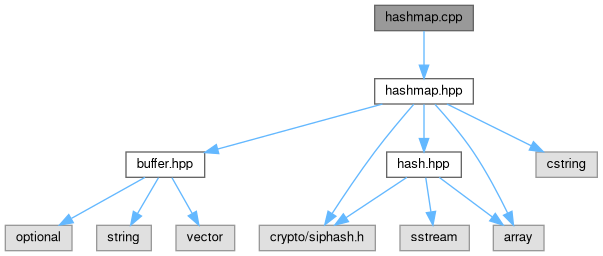 hashmap.cpp
hashmap.hpp
buffer.hpp
hash.hpp
cstring
optional
string
vector
crypto/siphash.h
sstream
array